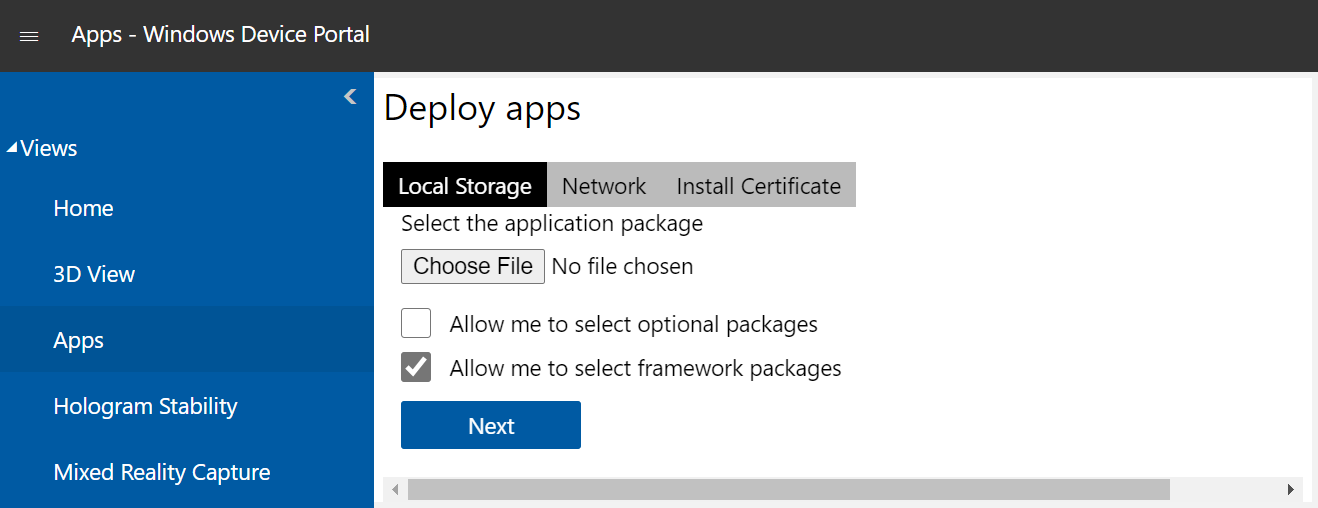 Apps - Windows Device Portal
Views
Home
3D View
Apps
Hologram Stability
Mixed Reality Capture
Deploy apps
Local Storage Network Install Certificate
Select the application package
Choose File No file chosen
Allow me to select optional packages
Allow me to select framework packages
Next